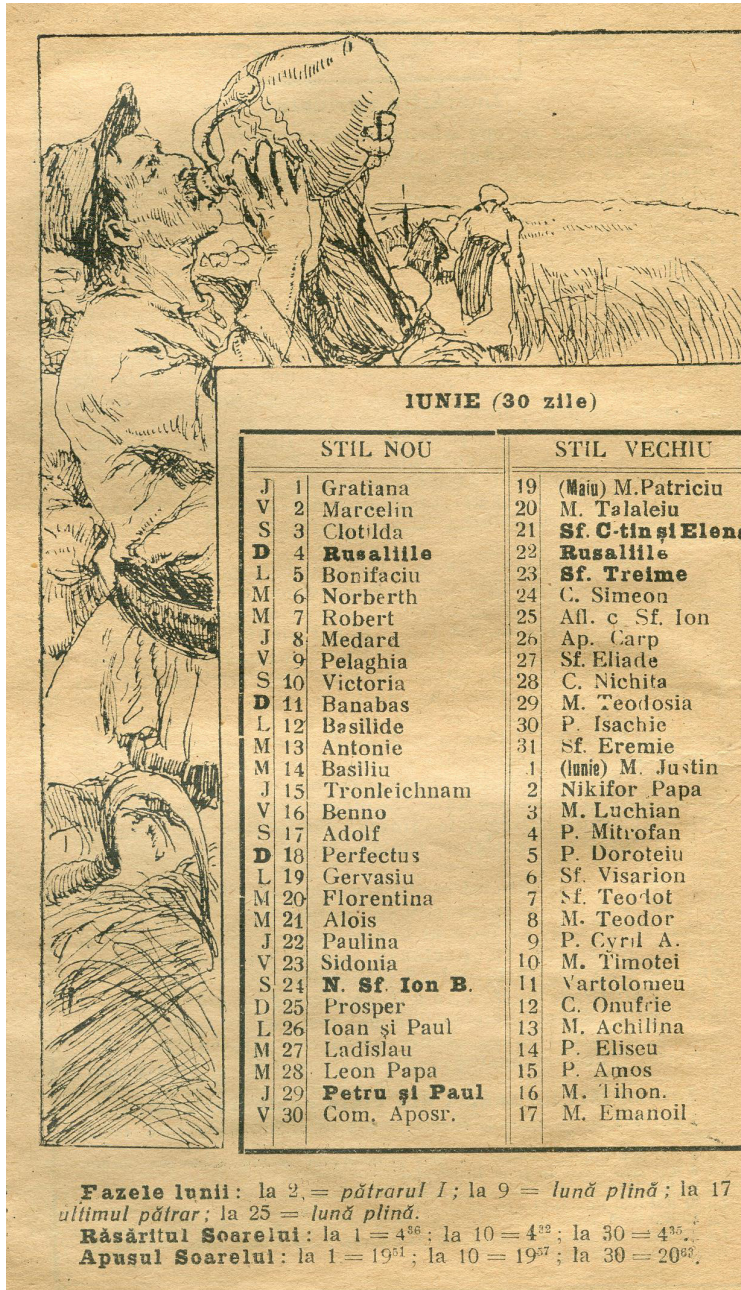 IUNIE (30 zile)
STIL NOU STIL VECHIU
J 1 Gratiana 19 (Maiu) M.Patriciu
V 2 Marcelin 20 M. Talaleiu
S 3 Clotilda 21 Sf. C-tin și Elena
D 4 Rusaliile 22 Rusaliile
L 5 Bonifaciu 23 Sf. Treime
M 6 Norberth 24 C. Simeon
M 7 Robert 25 Afl. c Sf. Ion
J 8 Medard 26 Ap. Carp
V 9 Pelaghia 27 Sf. Eliade
S 10 Victoria 28 C. Nichita
D 11 Banabas 29 M. Teodosia
L 12 Basilide 30 P. Isachie
M 13 Antonie 31 Sf. Eremie
M 14 Basiliu 1 (Iunie) M. Justin
J 15 Tronleichnam 2 Nikifor Papa
V 16 Benno 3 M. Luchian
S 17 Adolf 4 P. Mitrofan
D 18 Perfectus 5 P. Doroteiu
L 19 Gervasiu 6 Sf. Visarion
M 20 Florentina 7 Sf. Teodot
M 21 Alois 8 M. Teodor
J 22 Paulina 9 P. Cyril A.
V 23 Sidonia 10 M. Timotei
S 24 N. Sf. Ion B. 11 Vartolomeu
D 25 Prosper 12 C. Onufrie
L 26 Ioan și Paul 13 M. Achilina
M 27 Ladislau 14 P. Eliseu
M 28 Leon Papa 15 P. Amos
J 29 Petru și Paul 16 M. Tihon.
V 30 Com. Aposr. 17 M. Emanoil
Fazele lunii: la 2, = pătrarul I; la 9 = lună plină; la 17
ultimul pătrar; la 25 = lună plină.
Răsăritul Soarelui: la 1 = 4³⁶; la 10 = 4³²; la 30 = 4³⁵.
Apusul Soarelui: la 1 = 19⁵¹; la 10 = 19⁵⁷; la 30 = 20⁶³.